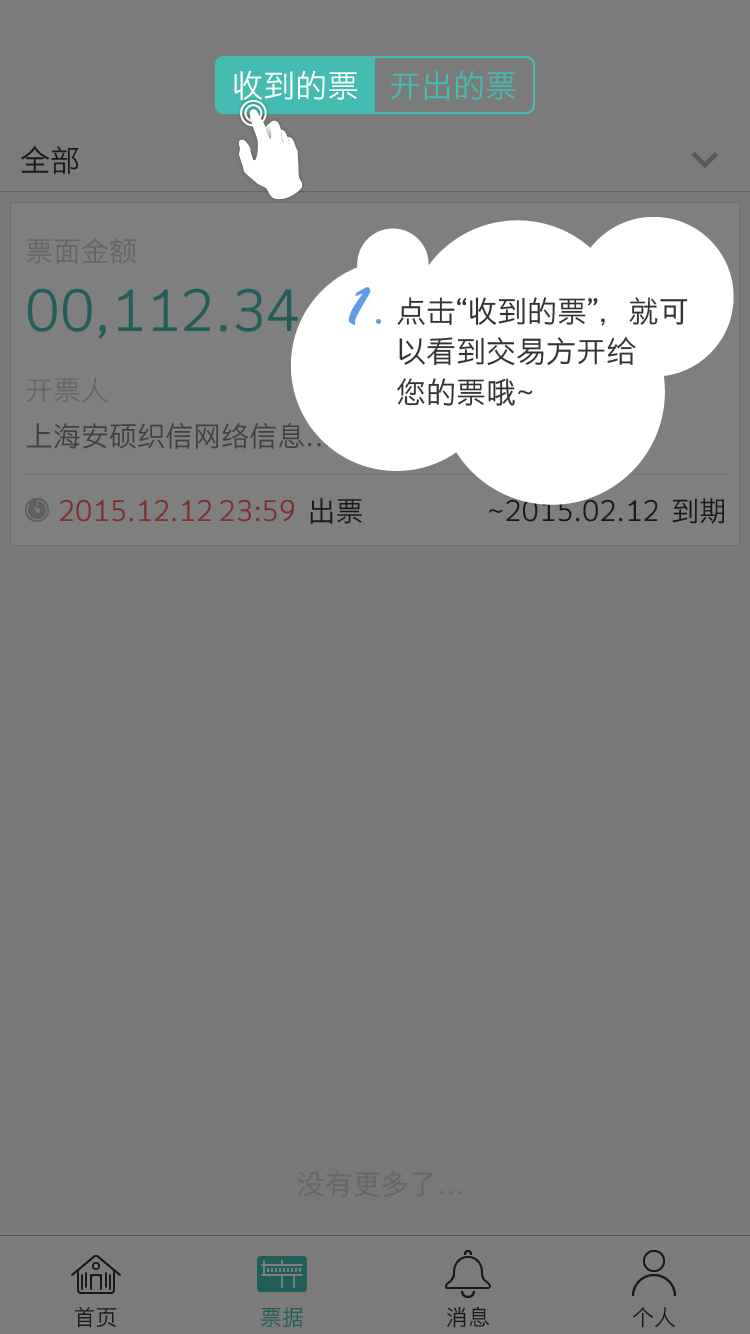 收到的票 开出的票
全部
票面金额
00,112.34
1. 点击“收到的票”，就可
以看到交易方开给
您的票哦~
开票人
上海安硕织信网络信息...
2015.12.12 23:59 出票 ~2015.02.12 到期
没有更多了...
首页 票据 消息 个人